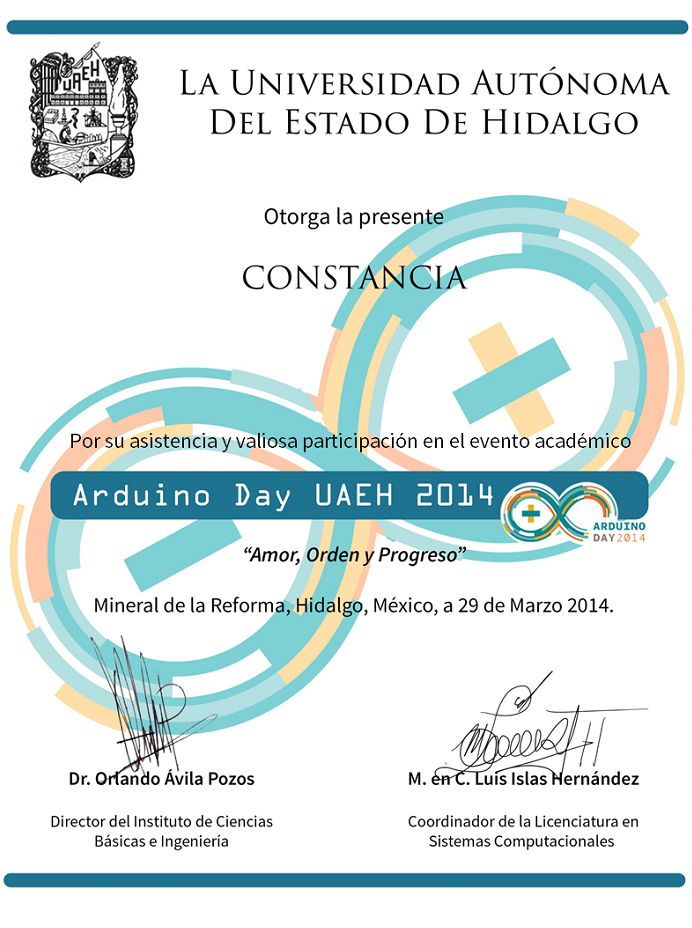 UAEH
LA UNIVERSIDAD AUTÓNOMA
DEL ESTADO DE HIDALGO
Otorga la presente
CONSTANCIA
Por su asistencia y valiosa participación en el evento académico
Arduino Day UAEH 2014
ARDUINO
DAY2014
“Amor, Orden y Progreso”
Mineral de la Reforma, Hidalgo, México, a 29 de Marzo 2014.
Dr. Orlando Ávila Pozos
Director del Instituto de Ciencias
Básicas e Ingeniería
M. en C. Luís Islas Hernández
Coordinador de la Licenciatura en
Sistemas Computacionales